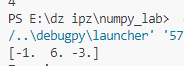 4
PS E:\dz ipz\numpy_lab>
/..\debugpy\launcher' '57
[-1. 6. -3.]